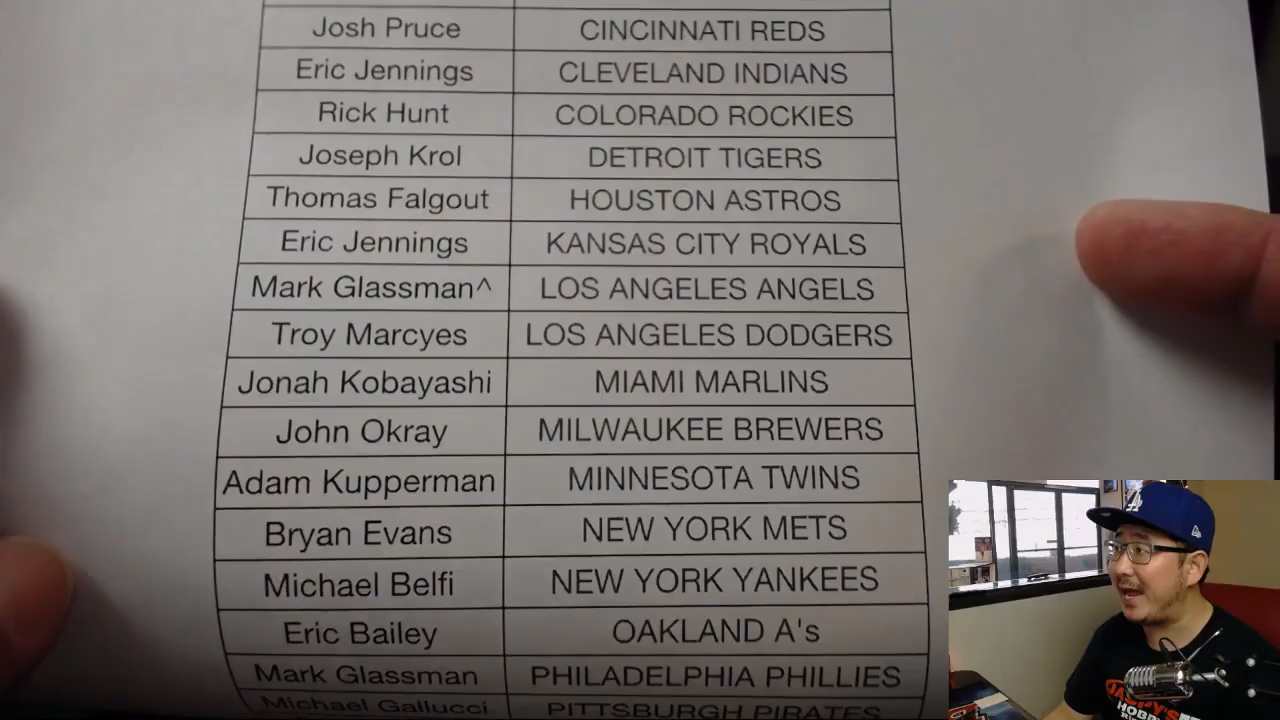 Josh Pruce CINCINNATI REDS
Eric Jennings CLEVELAND INDIANS
Rick Hunt COLORADO ROCKIES
Joseph Krol DETROIT TIGERS
Thomas Falgout HOUSTON ASTROS
Eric Jennings KANSAS CITY ROYALS
Mark Glassman^ LOS ANGELES ANGELS
Troy Marcyes LOS ANGELES DODGERS
Jonah Kobayashi MIAMI MARLINS
John Okray MILWAUKEE BREWERS
Adam Kupperman MINNESOTA TWINS
Bryan Evans NEW YORK METS
Michael Belfi NEW YORK YANKEES
Eric Bailey OAKLAND A's
Mark Glassman PHILADELPHIA PHILLIES
Michael Gallucci PITTSBURGH PIRATES
LA